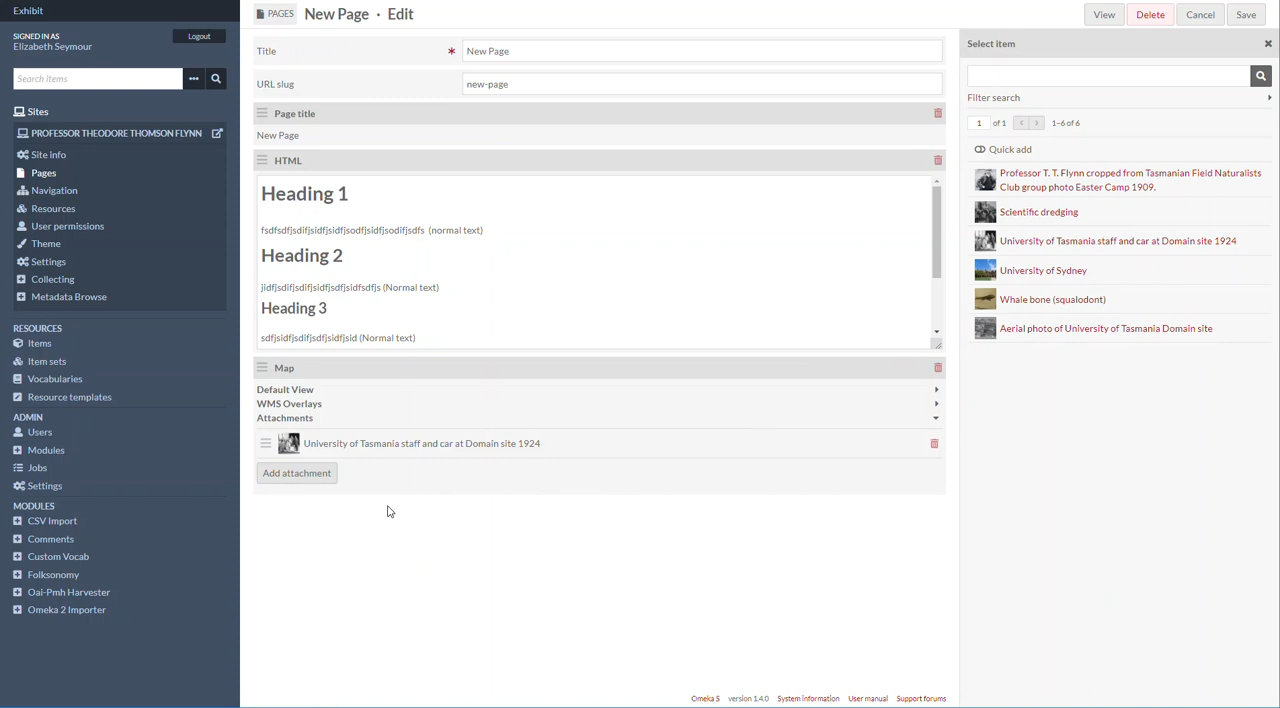 Exhibit
SIGNED IN AS
Elizabeth Seymour
Logout
Search items
Sites
PROFESSOR THEODORE THOMSON FLYNN
Site info
Pages
Navigation
Resources
User permissions
Theme
Settings
Collecting
Metadata Browse
RESOURCES
Items
Item sets
Vocabularies
Resource templates
ADMIN
Users
Modules
Jobs
Settings
MODULES
CSV Import
Comments
Custom Vocab
Folksonomy
Oai-Pmh Harvester
Omeka 2 Importer
PAGES New Page · Edit
View Delete Cancel Save
Title * New Page
URL slug new-page
Page title
New Page
HTML
Heading 1
fsdfsdfjsdifjsidfjsidfjsodfjsidfjsodifjsdfs (normal text)
Heading 2
jidfjsdifjsdifjsidfjsdfjsidfsdfjs (Normal text)
Heading 3
sdfjsidfjsdifjsdfjsidfjsid (Normal text)
Map
Default View
WMS Overlays
Attachments
University of Tasmania staff and car at Domain site 1924
Add attachment
Select item
Filter search
1 of 1 1–6 of 6
Quick add
Professor T. T. Flynn cropped from Tasmanian Field Naturalists
Club group photo Easter Camp 1909.
Scientific dredging
University of Tasmania staff and car at Domain site 1924
University of Sydney
Whale bone (squalodont)
Aerial photo of University of Tasmania Domain site
Omeka S version 1.4.0 System information User manual Support forums